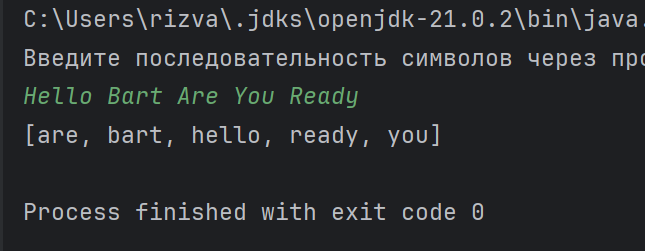 C:\Users\rizva\.jdks\openjdk-21.0.2\bin\java.
Введите последовательность символов через
Hello Bart Are You Ready
[are, bart, hello, ready, you]
Process finished with exit code 0